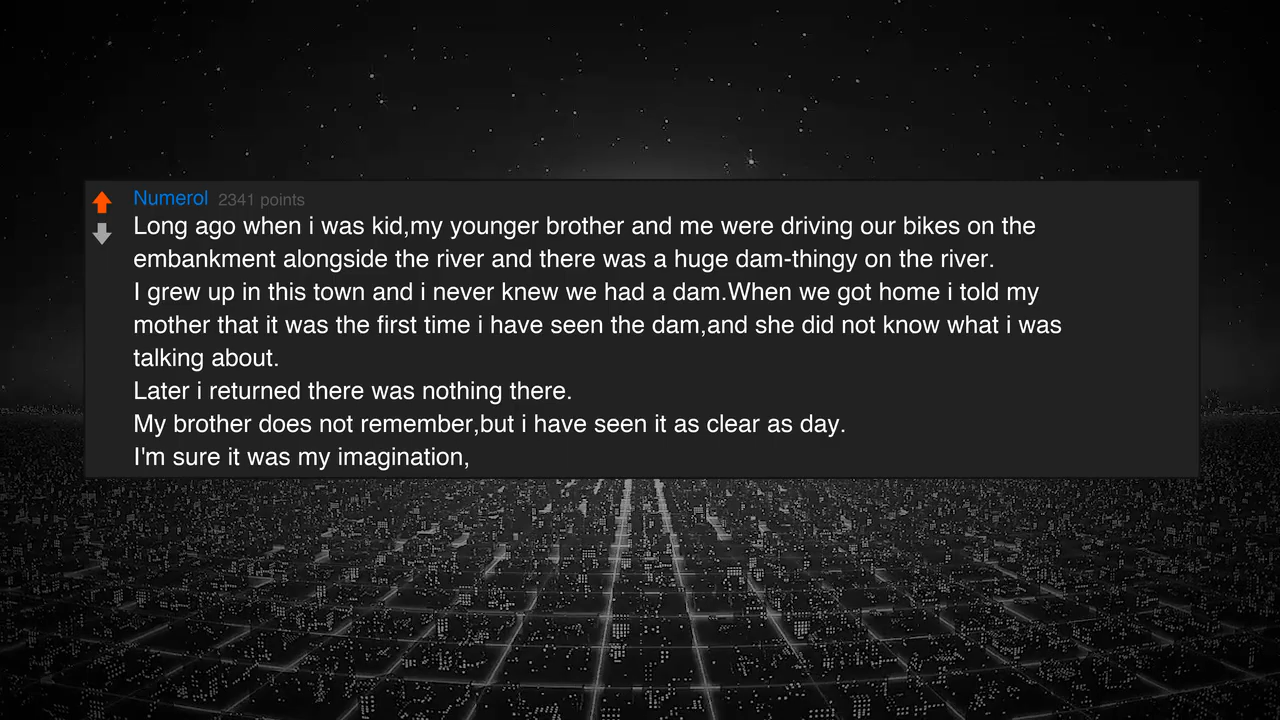 Numerol 2341 points
Long ago when i was kid,my younger brother and me were driving our bikes on the
embankment alongside the river and there was a huge dam-thingy on the river.
I grew up in this town and i never knew we had a dam.When we got home i told my
mother that it was the first time i have seen the dam,and she did not know what i was
talking about.
Later i returned there was nothing there.
My brother does not remember,but i have seen it as clear as day.
I'm sure it was my imagination,